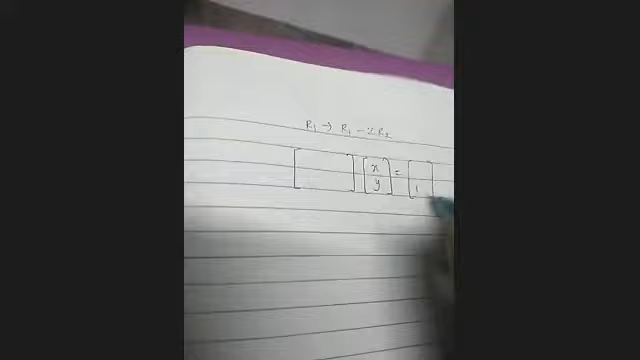 R₁ → R₁ - 2R₂
[ ] [x y] = [ 1]